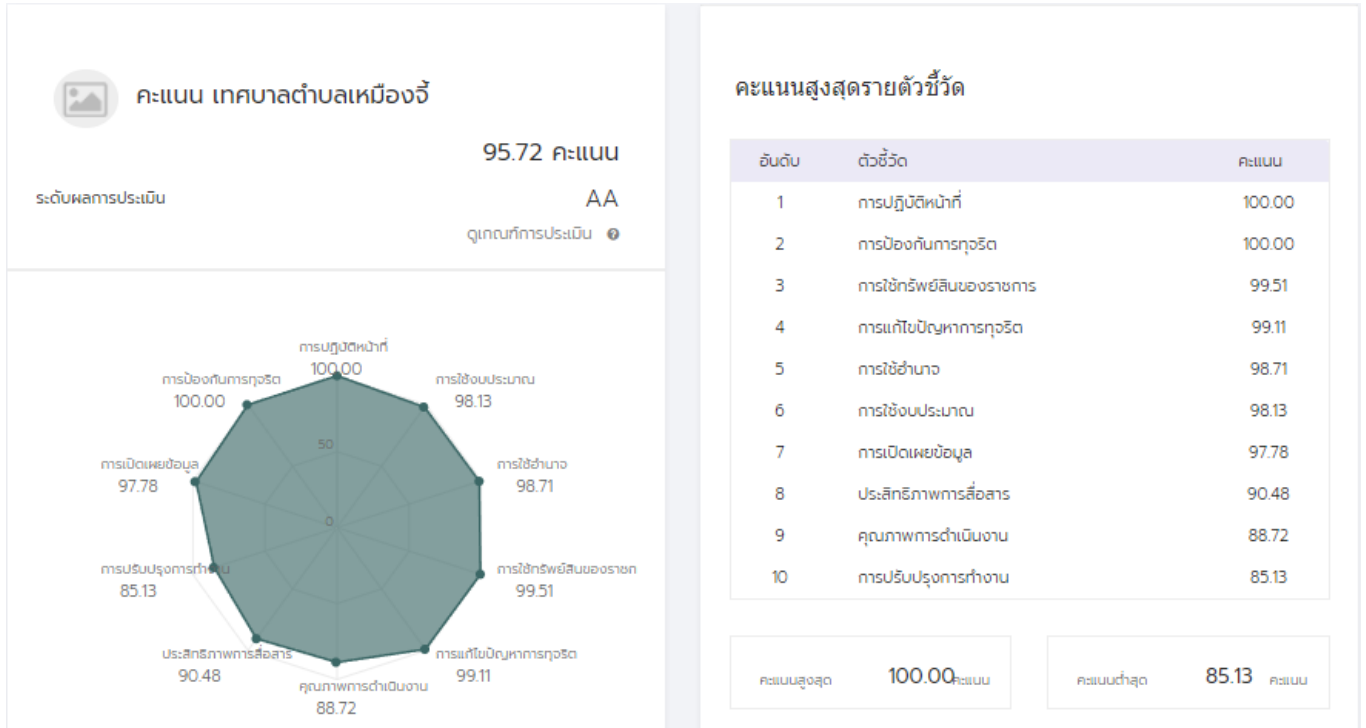 คะแนน เทศบาลตำบลเหมืองจี้
95.72 คะแนน
ระดับผลการประเมิน AA
ดูเกณฑ์การประเมิน
การปฏิบัติหน้าที่
100.00
การป้องกันการทุจริต
100.00
การใช้งบประมาณ
98.13
50
การเปิดเผยข้อมูล
97.78
การใช้อำนาจ
98.71
0
การปรับปรุงการทำงาน
85.13
การใช้ทรัพย์สินของราชก
99.51
ประสิทธิภาพการสื่อสาร
90.48
การแก้ไขปัญหาการทุจริต
99.11
คุณภาพการดำเนินงาน
88.72
คะแนนสูงสุดรายตัวชี้วัด
อันดับ ตัวชี้วัด คะแนน
1 การปฏิบัติหน้าที่ 100.00
2 การป้องกันการทุจริต 100.00
3 การใช้ทรัพย์สินของราชการ 99.51
4 การแก้ไขปัญหาการทุจริต 99.11
5 การใช้อำนาจ 98.71
6 การใช้งบประมาณ 98.13
7 การเปิดเผยข้อมูล 97.78
8 ประสิทธิภาพการสื่อสาร 90.48
9 คุณภาพการดำเนินงาน 88.72
10 การปรับปรุงการทำงาน 85.13
คะแนนสูงสุด 100.00 คะแนน
คะแนนต่ำสุด 85.13 คะแนน